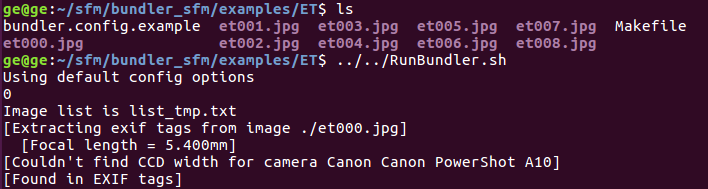 ge@ge:~/sfm/bundler_sfm/examples/ET$ ls
bundler.config.example et001.jpg et003.jpg et005.jpg et007.jpg Makefile
et000.jpg et002.jpg et004.jpg et006.jpg et008.jpg
ge@ge:~/sfm/bundler_sfm/examples/ET$ ../../RunBundler.sh
Using default config options
0
Image list is list_tmp.txt
[Extracting exif tags from image ./et000.jpg]
[Focal length = 5.400mm]
[Couldn't find CCD width for camera Canon Canon PowerShot A10]
[Found in EXIF tags]